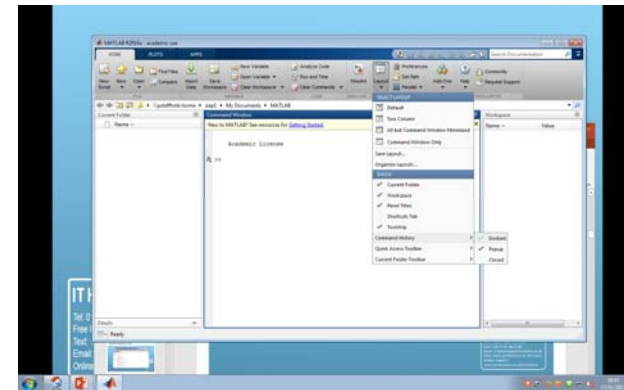 MATLAB R2015a - academic use
HOME PLOTS APPS
Search Documentation
New Script New Open Find Files Compare Import Data Save Workspace New Variable Open Variable Clear Workspace Analyze Code Run and Time Clear Commands Simulink Layout Preferences Set Path Parallel Add-Ons Help Community Request Support
My Documents MATLAB
Current Folder
Name
Command Window
New to MATLAB? See resources for Getting Started.
Academic License
>>
SELECT LAYOUT
Default
Two Column
All but Command Window Minimized
Command Window Only
Save Layout...
Organize Layouts...
SHOW
Current Folder
Workspace
Panel Titles
Shortcuts Tab
Toolstrip
Command History
Quick Access Toolbar
Current Folder Toolbar
Docked
Popup
Closed
Workspace
Name Value
Details
Ready
IT
Tel: 0
Free
Text:
Email
Online